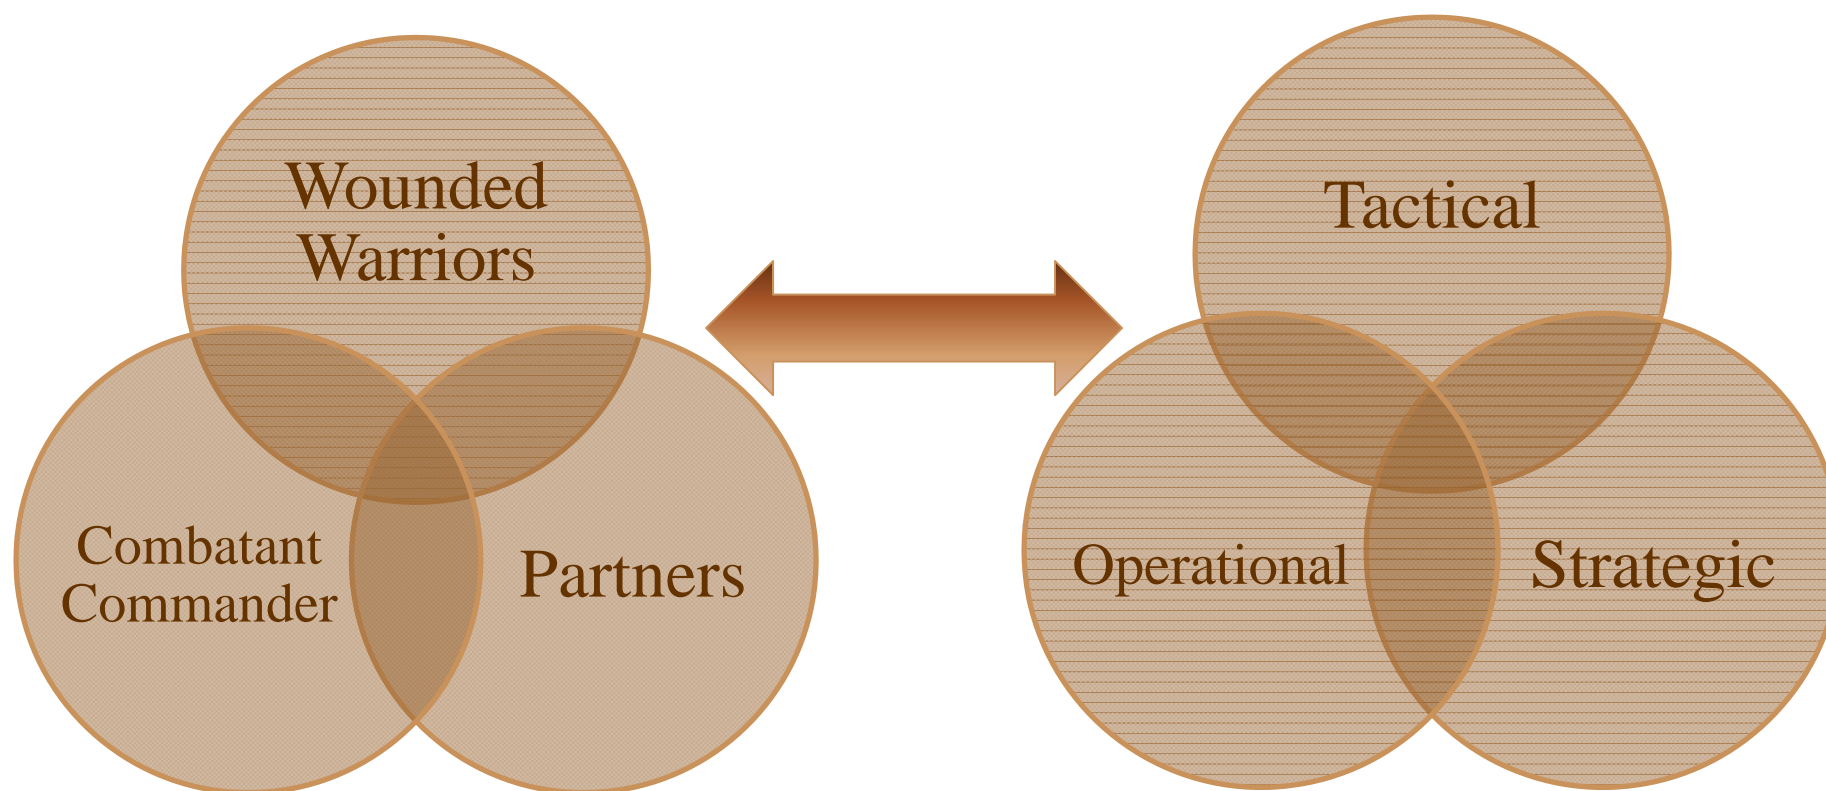 Wounded
Warriors
Combatant
Commander
Partners
Tactical
Operational
Strategic